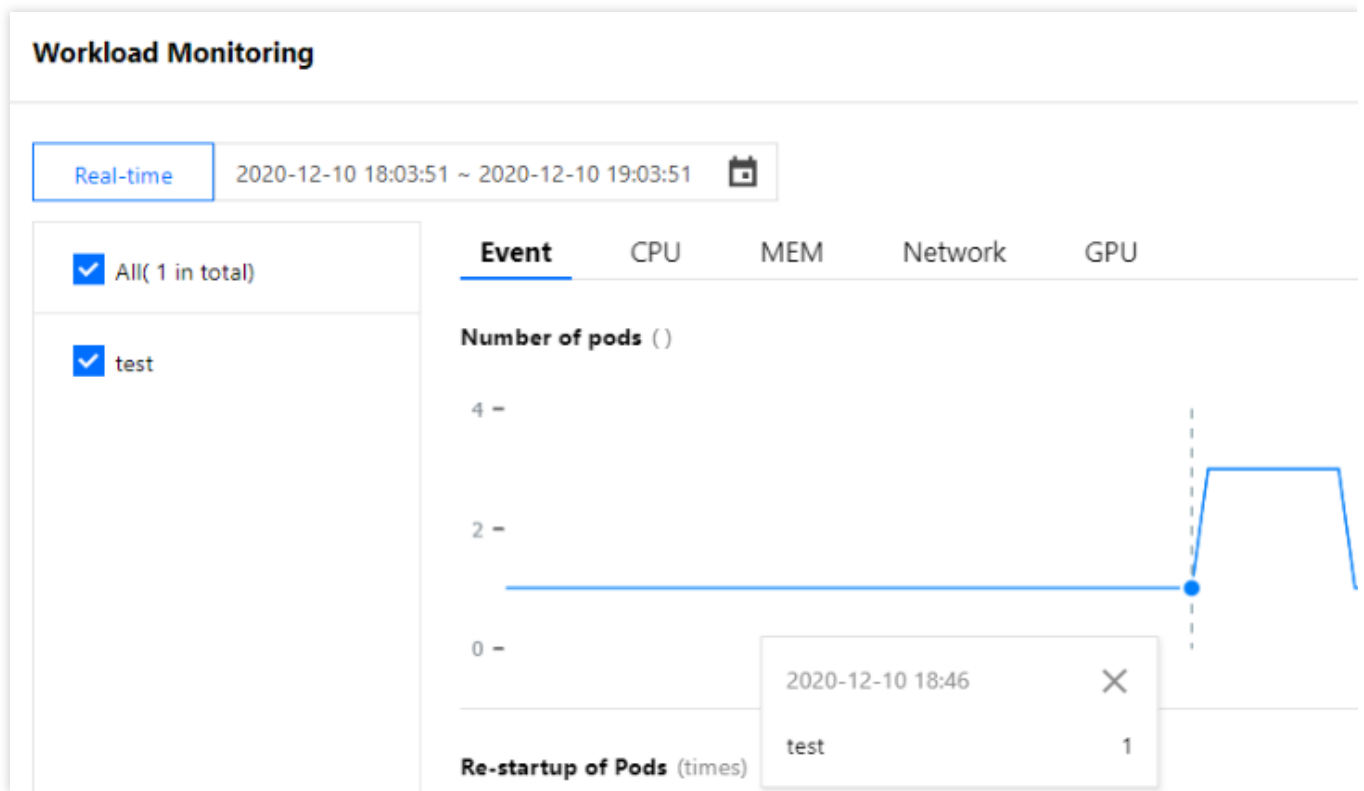 Workload Monitoring
Real-time 2020-12-10 18:03:51 ~ 2020-12-10 19:03:51
All( 1 in total)
test
Event CPU MEM Network GPU
Number of pods ( )
4
2
0
2020-12-10 18:46
test 1
Re-startup of Pods (times)